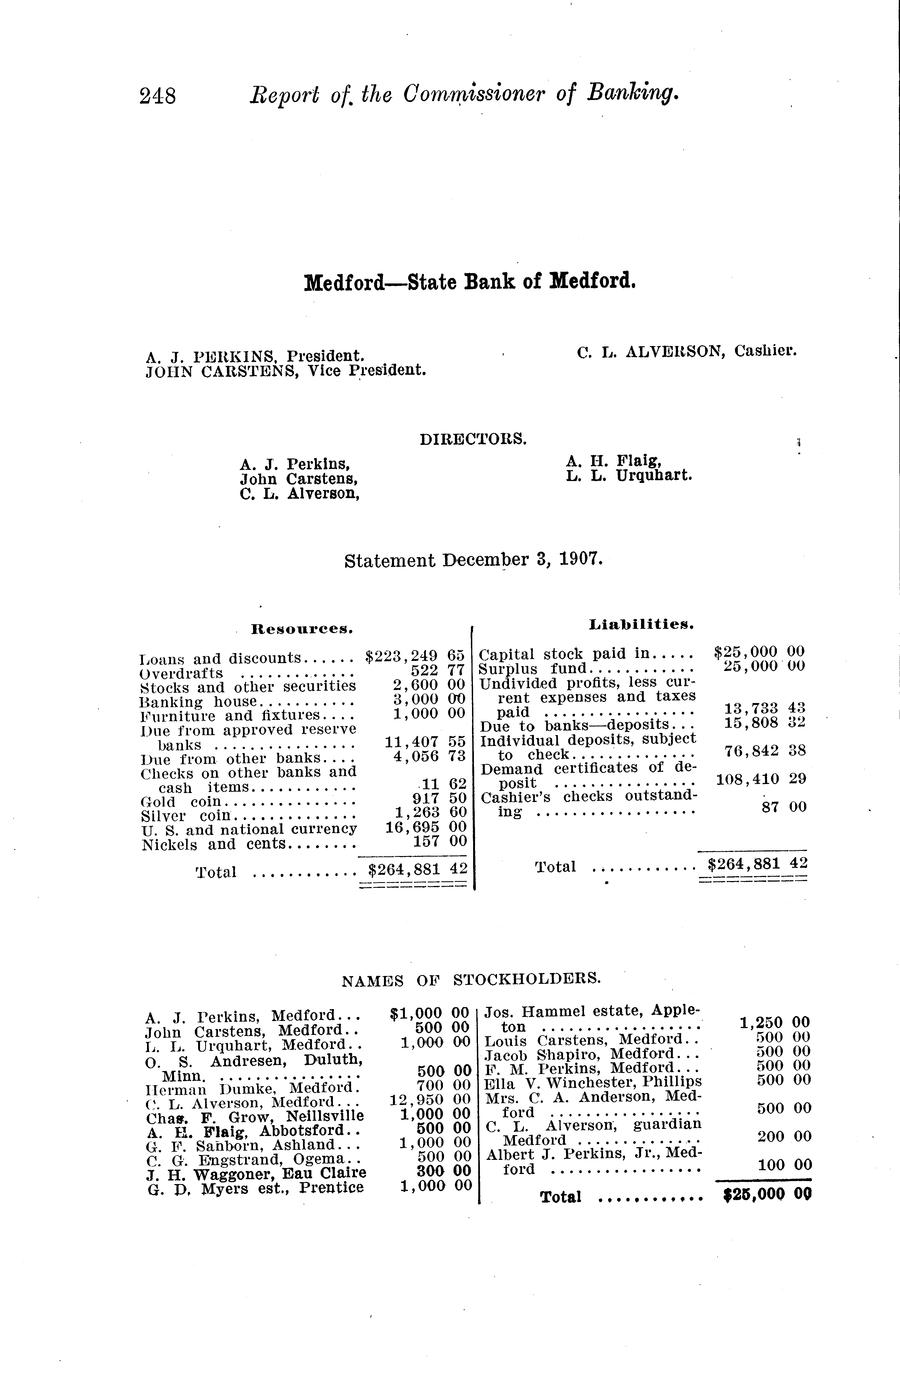 248 Report of the Commissioner of Banking.
Medford—State Bank of Medford.
A. J. PERKINS, President.
JOHN CARSTENS, Vice President.
C. L. ALVERSON, Cashier.
DIRECTORS.
A. J. Perkins,
John Carstens,
C. L. Alverson,
A. H. Flaig,
L. L. Urquhart.
Statement December 3, 1907.
Resources.
Loans and discounts...... $223,249 65
Overdrafts ............. 522 77
Stocks and other securities 2,600 00
Banking house........... 3,000 00
Furniture and fixtures.... 1,000 00
Due from approved reserve
banks ................ 11,407 55
Due from other banks.... 4,056 73
Checks on other banks and
cash items............ 11 62
Gold coin............... 917 50
Silver coin.............. 1,263 60
U. S. and national currency 16,695 00
Nickels and cents........ 157 00
Total ............ $264,881 42
Liabilities.
Capital stock paid in..... $25,000 00
Surplus fund............ 25,000 00
Undivided profits, less cur-
rent expenses and taxes
paid ................. 13,733 43
Due to banks—deposits... 15,808 32
Individual deposits, subject
to check.............. 76,842 38
Demand certificates of de-
posit ................ 108,410 29
Cashier's checks outstand-
ing .................. 87 00
Total ............ $264,881 42
NAMES OF STOCKHOLDERS.
A. J. Perkins, Medford... $1,000 00
John Carstens, Medford.. 500 00
L. L. Urquhart, Medford.. 1,000 00
O. S. Andresen, Duluth,
Minn. ................ 500 00
Herman Dumke, Medford. 700 00
C. L. Alverson, Medford... 12,950 00
Chas. F. Grow, Neillsville 1,000 00
A. H. Flaig, Abbotsford.. 500 00
G. F. Sanborn, Ashland... 1,000 00
C. G. Engstrand, Ogema.. 500 00
J. H. Waggoner, Eau Claire 300 00
G. D. Myers est., Prentice 1,000 00
Jos. Hammel estate, Apple-
ton .................. 1,250 00
Louis Carstens, Medford.. 500 00
Jacob Shapiro, Medford... 500 00
F. M. Perkins, Medford... 500 00
Ella V. Winchester, Phillips 500 00
Mrs. C. A. Anderson, Med-
ford ................. 500 00
C. L. Alverson, guardian
Medford .............. 200 00
Albert J. Perkins, Jr., Med-
ford ................. 100 00
Total ............ $25,000 00